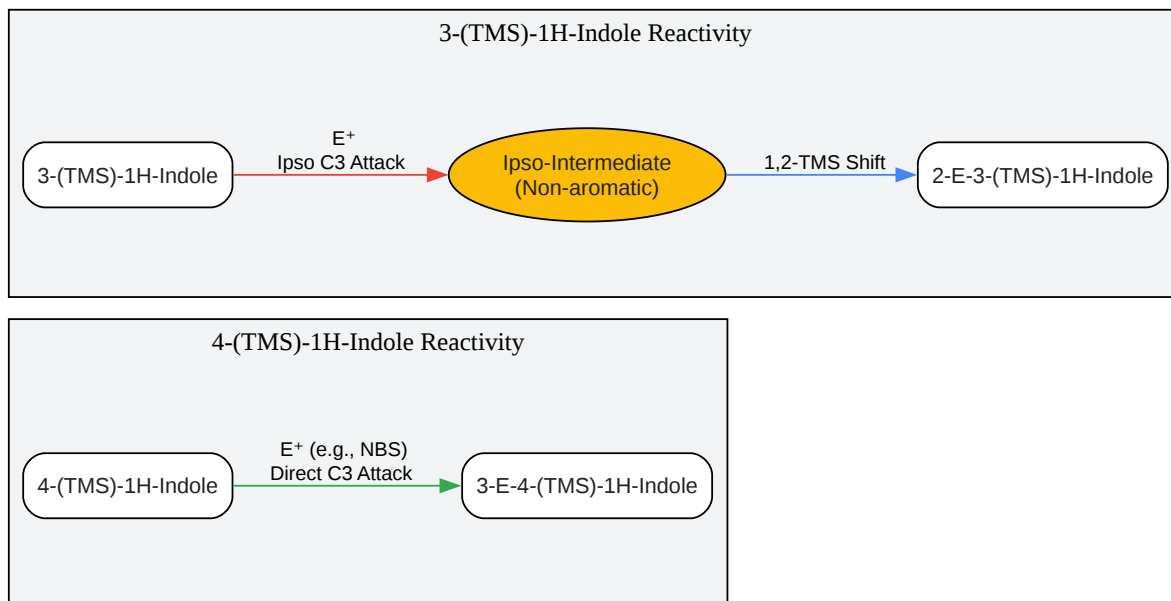 3-(TMS)-1H-Indole Reactivity
3-(TMS)-1H-Indole
E⁺
Ipso C3 Attack
Ipso-Intermediate
(Non-aromatic)
1,2-TMS Shift
2-E-3-(TMS)-1H-Indole
4-(TMS)-1H-Indole Reactivity
4-(TMS)-1H-Indole
E⁺ (e.g., NBS)
Direct C3 Attack
3-E-4-(TMS)-1H-Indole